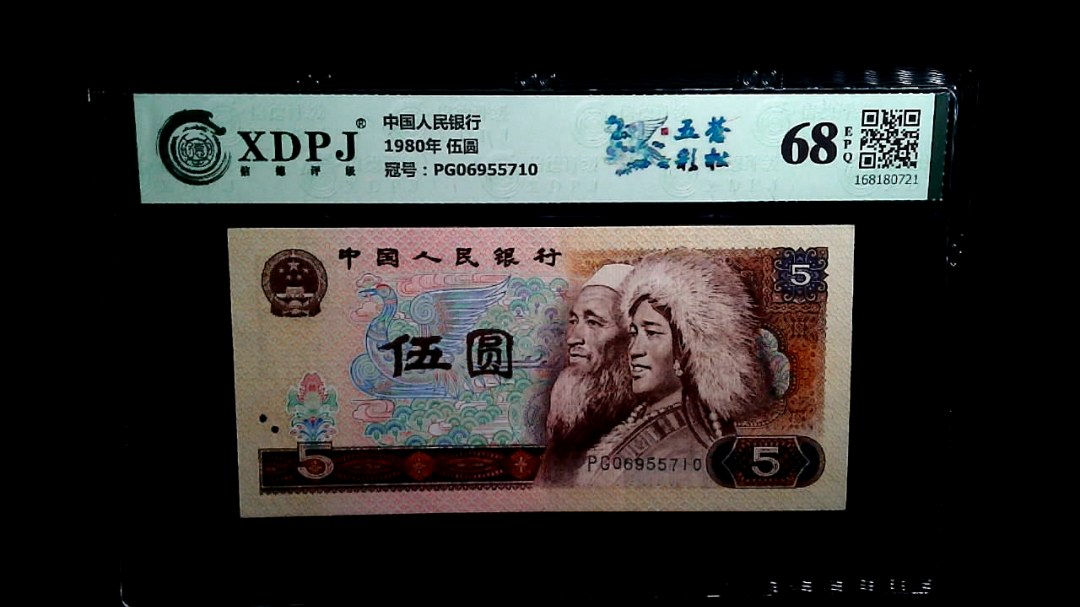 XDPJ®
信德评级
中国人民银行
1980年 伍圆
冠号：PG06955710
五彩
苍松
68
EPQ
168180721
中国人民银行
5
伍圆
5
PG06955710
5